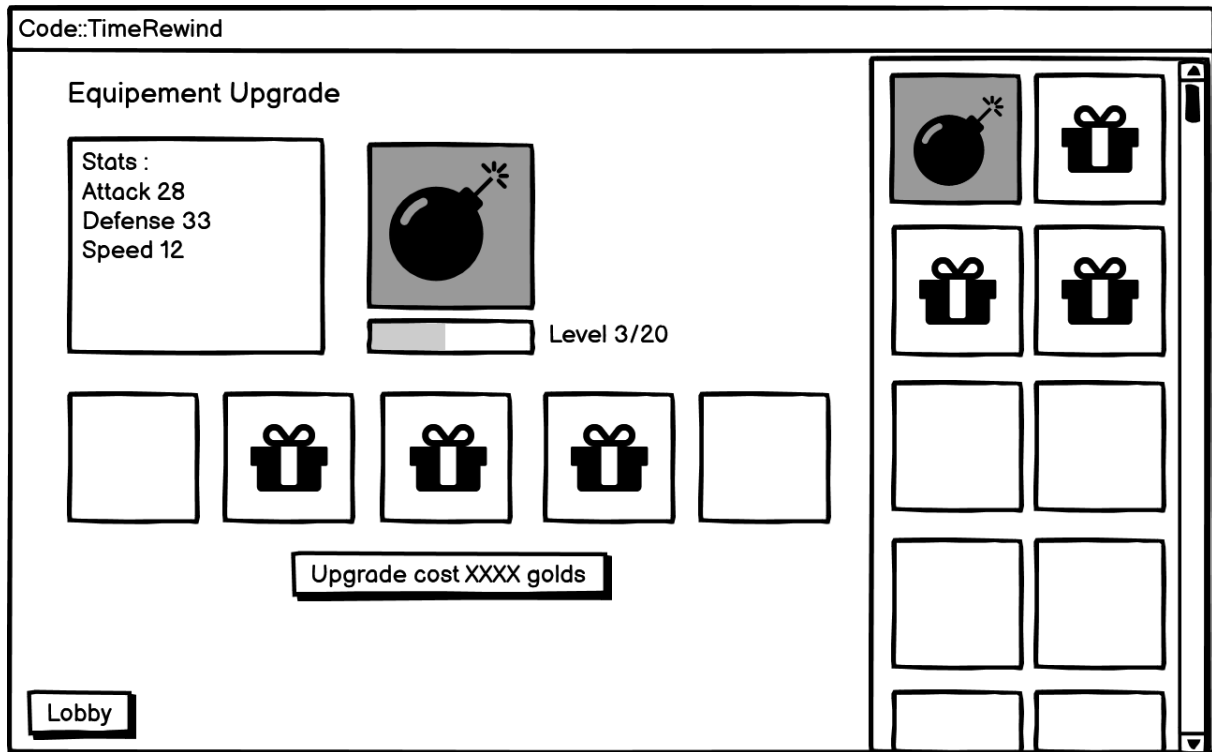 Code::TimeRewind
Equipement Upgrade
Stats :
Attack 28
Defense 33
Speed 12
Level 3/20
Upgrade cost XXXX golds
Lobby